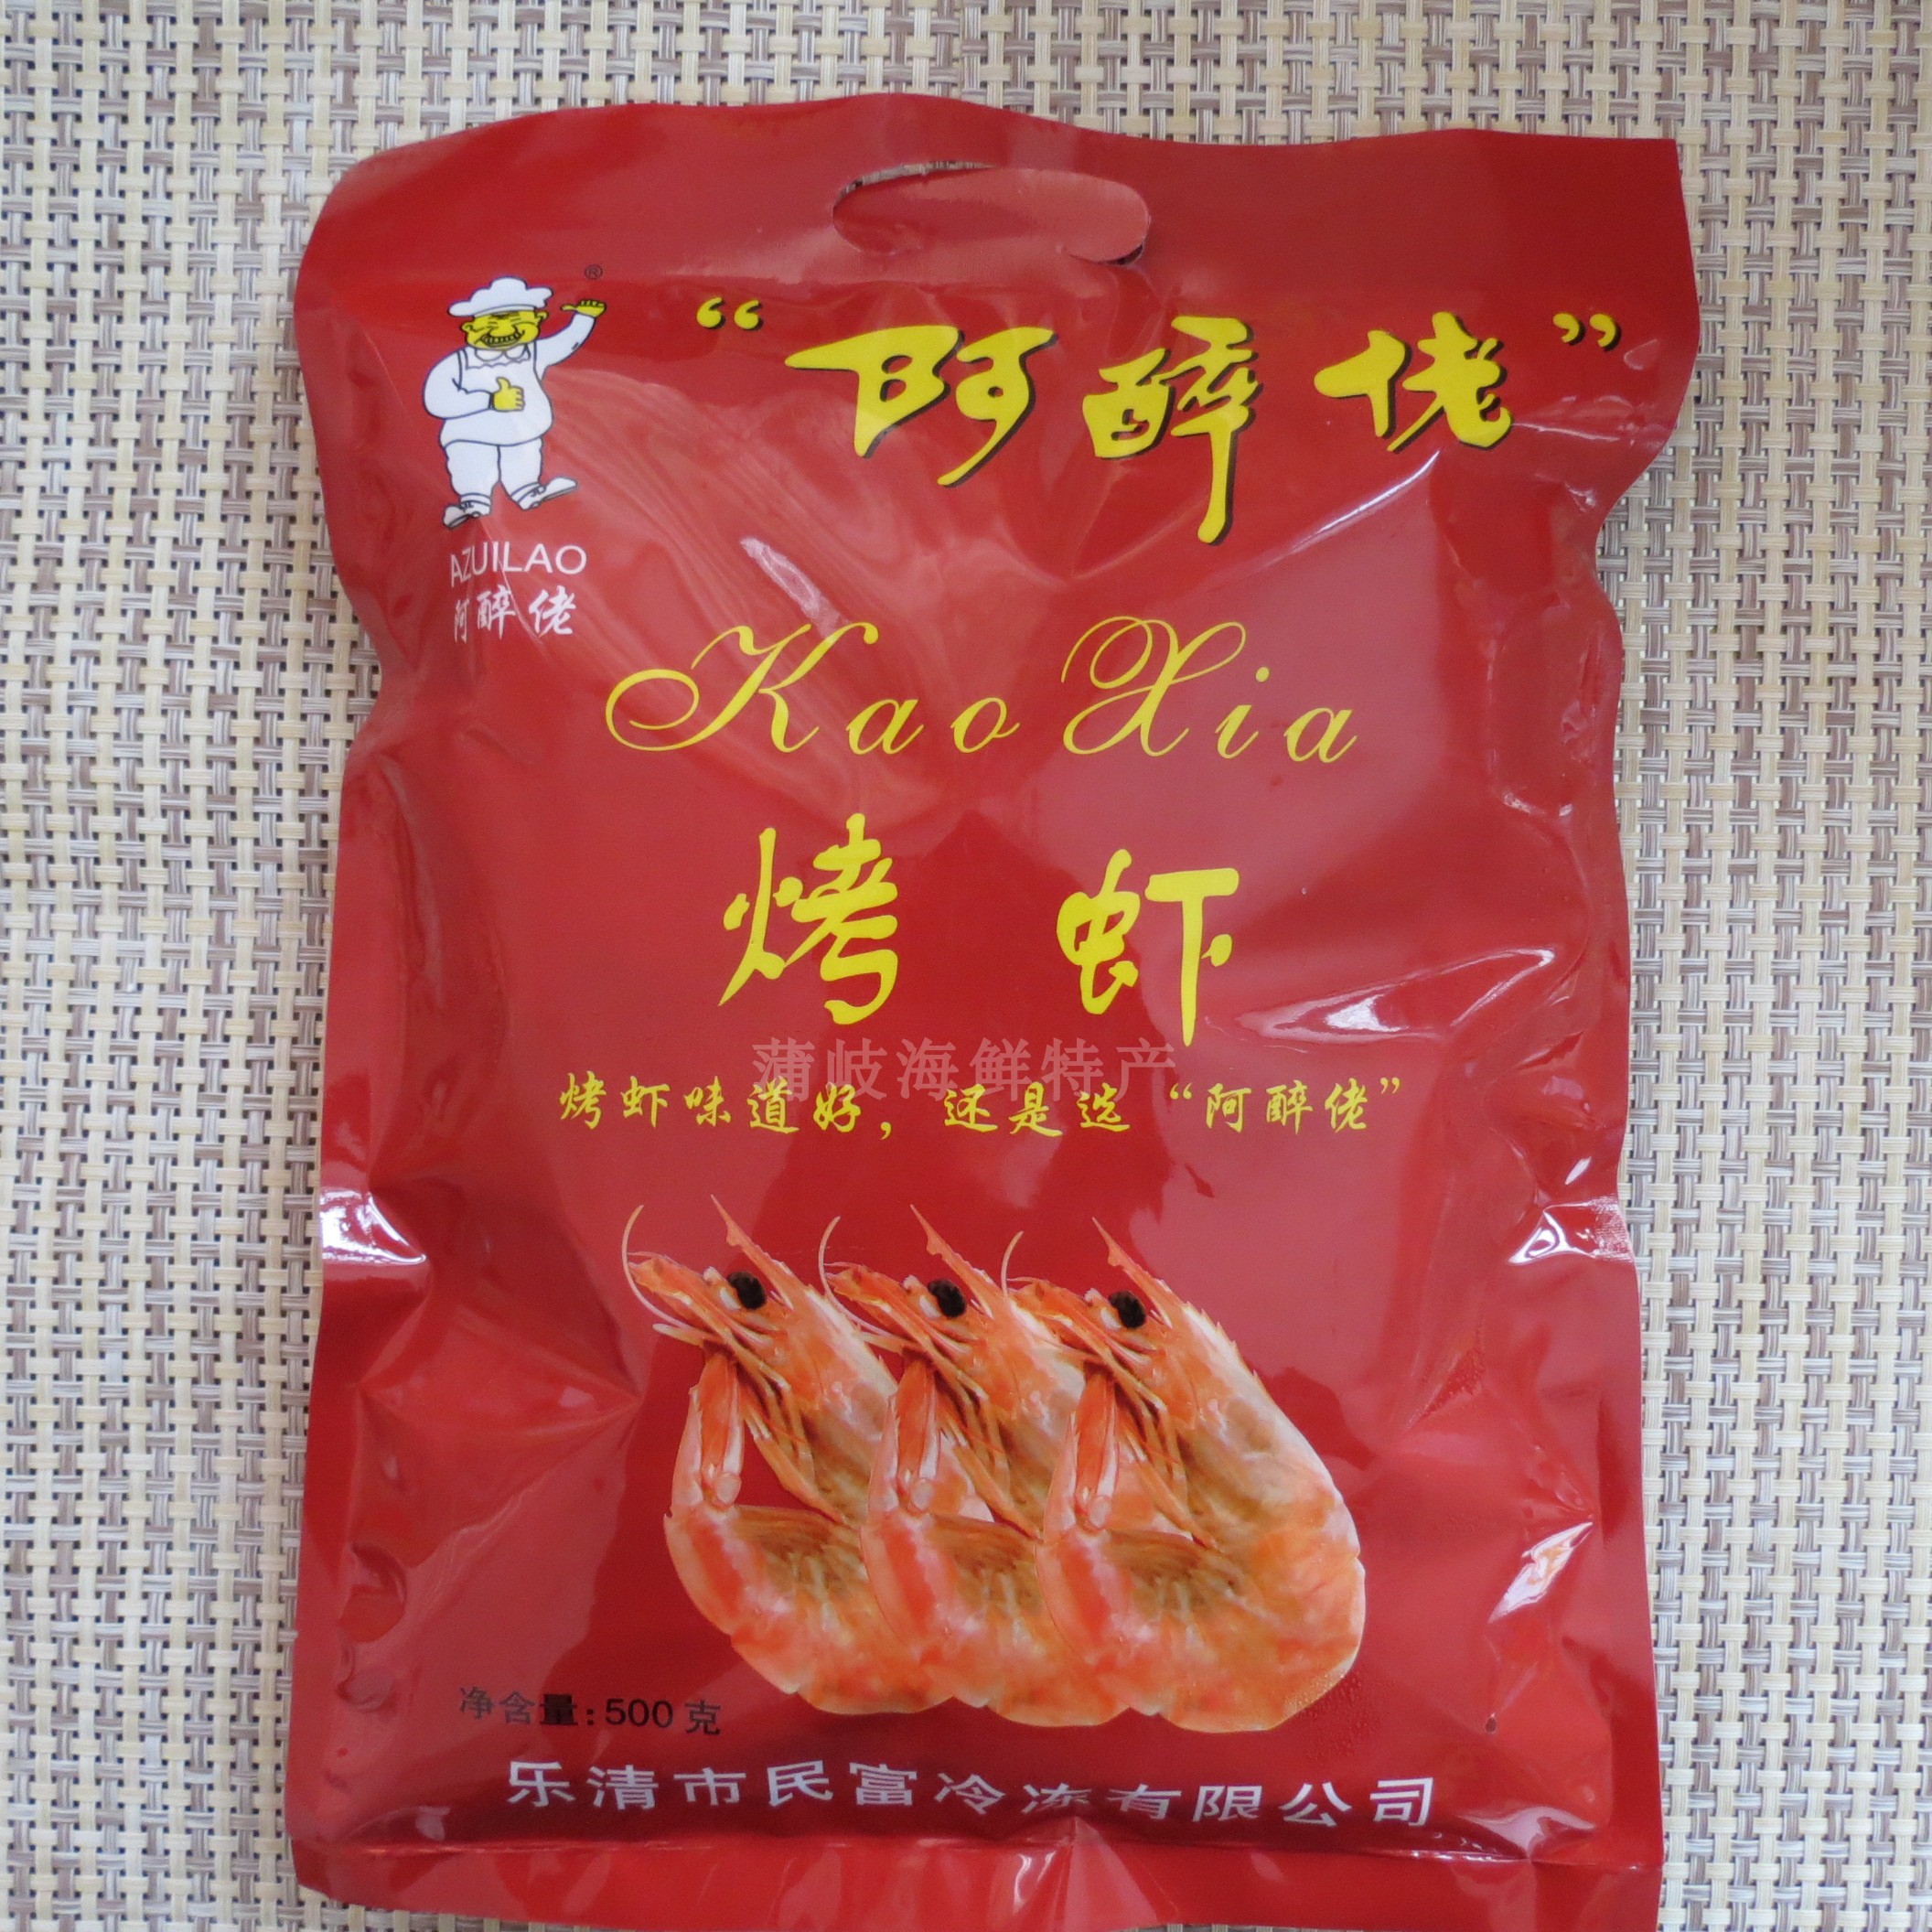 ®
“阿醉佬”
AZUILAO
阿醉佬
Kao Xia
烤虾
蒲岐海鲜特产
烤虾味道好，还是选“阿醉佬”
净含量:500克
乐清市民富冷冻有限公司